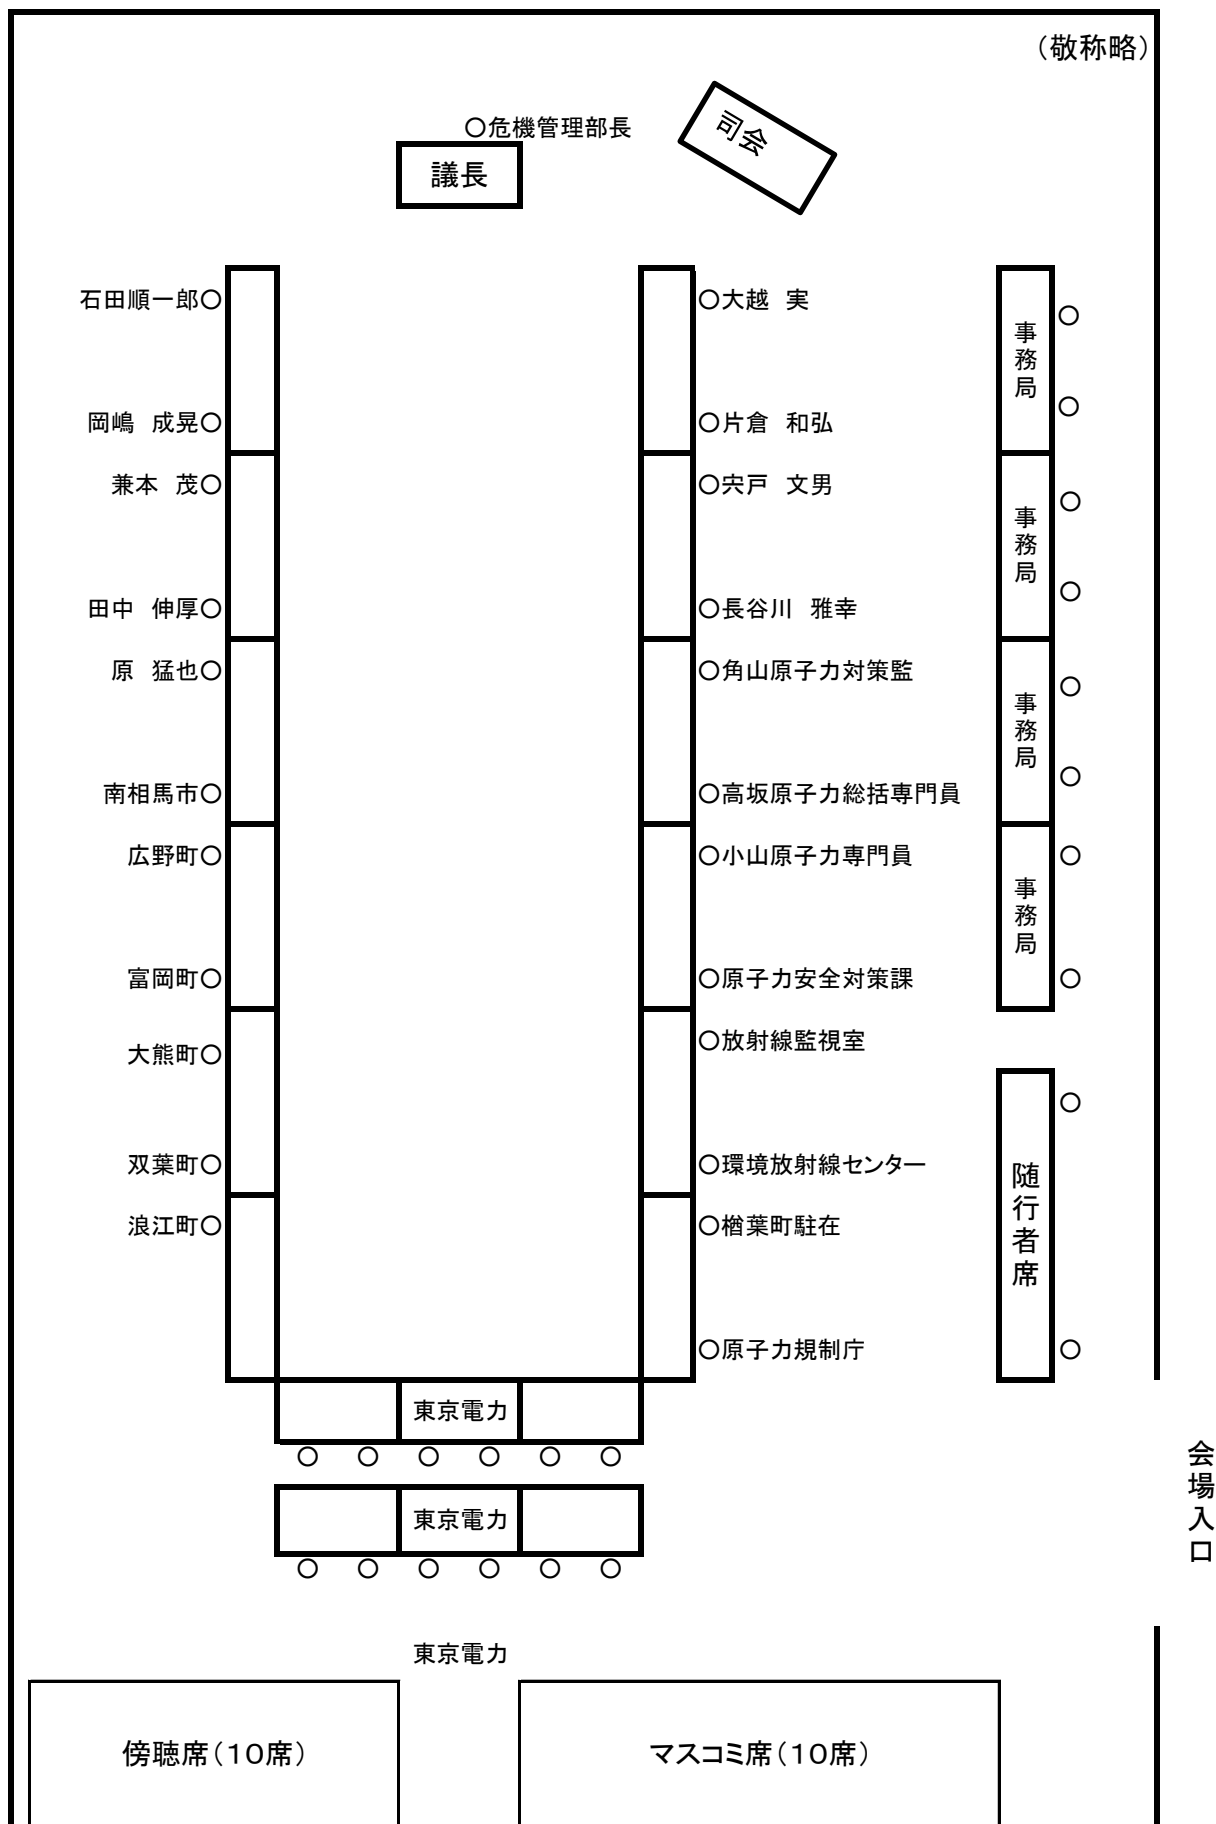 （敬称略）
○危機管理部長
司会
議長
石田順一郎○
○大越　実
事務局
岡嶋　成晃○
○片倉　和弘
兼本　茂○
○宍戸　文男
事務局
田中　伸厚○
○長谷川　雅幸
原　猛也○
○角山原子力対策監
事務局
南相馬市○
○高坂原子力総括専門員
広野町○
○小山原子力専門員
事務局
富岡町○
○原子力安全対策課
大熊町○
○放射線監視室
双葉町○
○環境放射線センター
随行者席
浪江町○
○楢葉町駐在
○原子力規制庁
東京電力
会場入口
東京電力
東京電力
傍聴席（１０席）
マスコミ席（１０席）